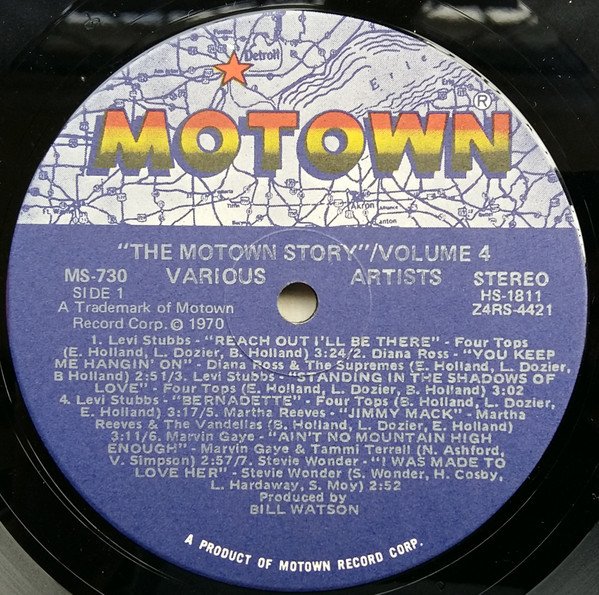 Detroit
Erie
MOTOWN®
Ft. W
Akron
Canton
"THE MOTOWN STORY"/VOLUME 4
MS-730 VARIOUS ARTISTS STEREO
SIDE 1 HS-1811
A Trademark of Motown Z4RS-4421
Record Corp. © 1970
1. Levi Stubbs - "REACH OUT I'LL BE THERE" - Four Tops
(E. Holland, L. Dozier, B. Holland) 3:24/2. Diana Ross - "YOU KEEP
ME HANGIN' ON" - Diana Ross & The Supremes (E. Holland, L. Dozier,
B Holland) 2:51/3. Levi Stubbs - "STANDING IN THE SHADOWS OF
LOVE" - Four Tops (E. Holland, L. Dozier, B. Holland) 3:02
4. Levi Stubbs - "BERNADETTE" - Four Tops (B. Holland, L. Dozier,
E. Holland) 3:17/5. Martha Reeves - "JIMMY MACK" - Martha
Reeves & The Vandellas (B. Holland, L. Dozier, E. Holland)
3:11/6. Marvin Gaye - "AIN'T NO MOUNTAIN HIGH
ENOUGH" - Marvin Gaye & Tammi Terrell (N. Ashford,
V. Simpson) 2:57/7. Stevie Wonder - "I WAS MADE TO
LOVE HER" - Stevie Wonder (S. Wonder, H. Cosby,
L. Hardaway, S. Moy) 2:52
Produced by
BILL WATSON
A PRODUCT OF MOTOWN RECORD CORP.